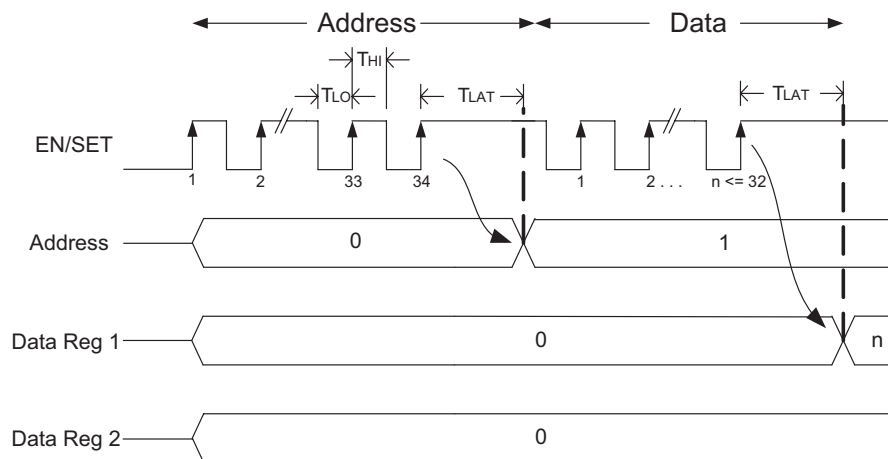 Address Data
THI
TLO TLAT TLAT
EN/SET
1 2 33 34 1 2 . . . n <= 32
Address 0 1
Data Reg 1 0 n
Data Reg 2 0